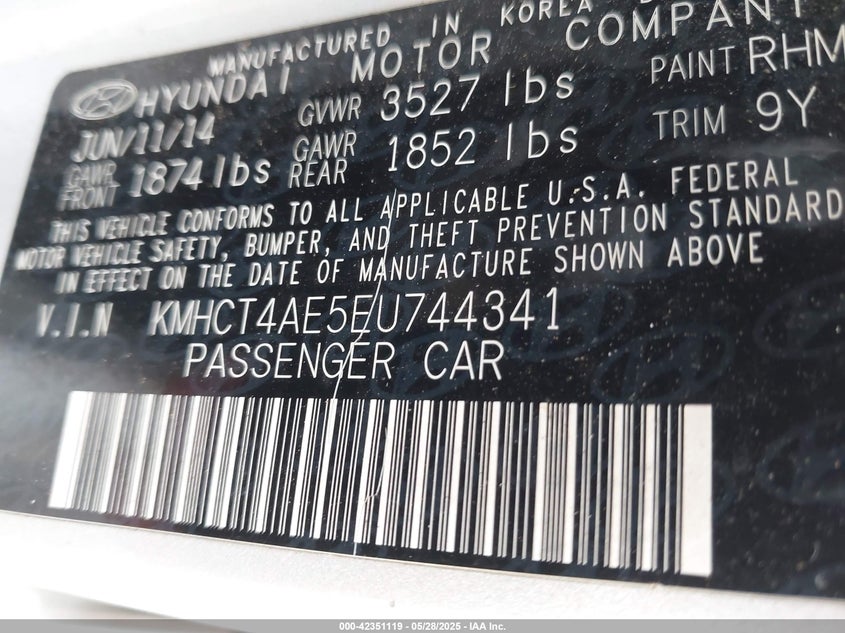 MANUFACTURED IN KOREA
HYUNDAI MOTOR COMPANY
JUN/11/14 GVWR 3527 lbs PAINT RHM
GAWR FRONT 1874 lbs GAWR REAR 1852 lbs TRIM 9Y
THIS VEHICLE CONFORMS TO ALL APPLICABLE U.S.A. FEDERAL
MOTOR VEHICLE SAFETY, BUMPER, AND THEFT PREVENTION STANDARD
IN EFFECT ON THE DATE OF MANUFACTURE SHOWN ABOVE
V.I.N KMHCT4AE5EU744341
PASSENGER CAR
000-42351119 - 05/28/2025 - IAA Inc.